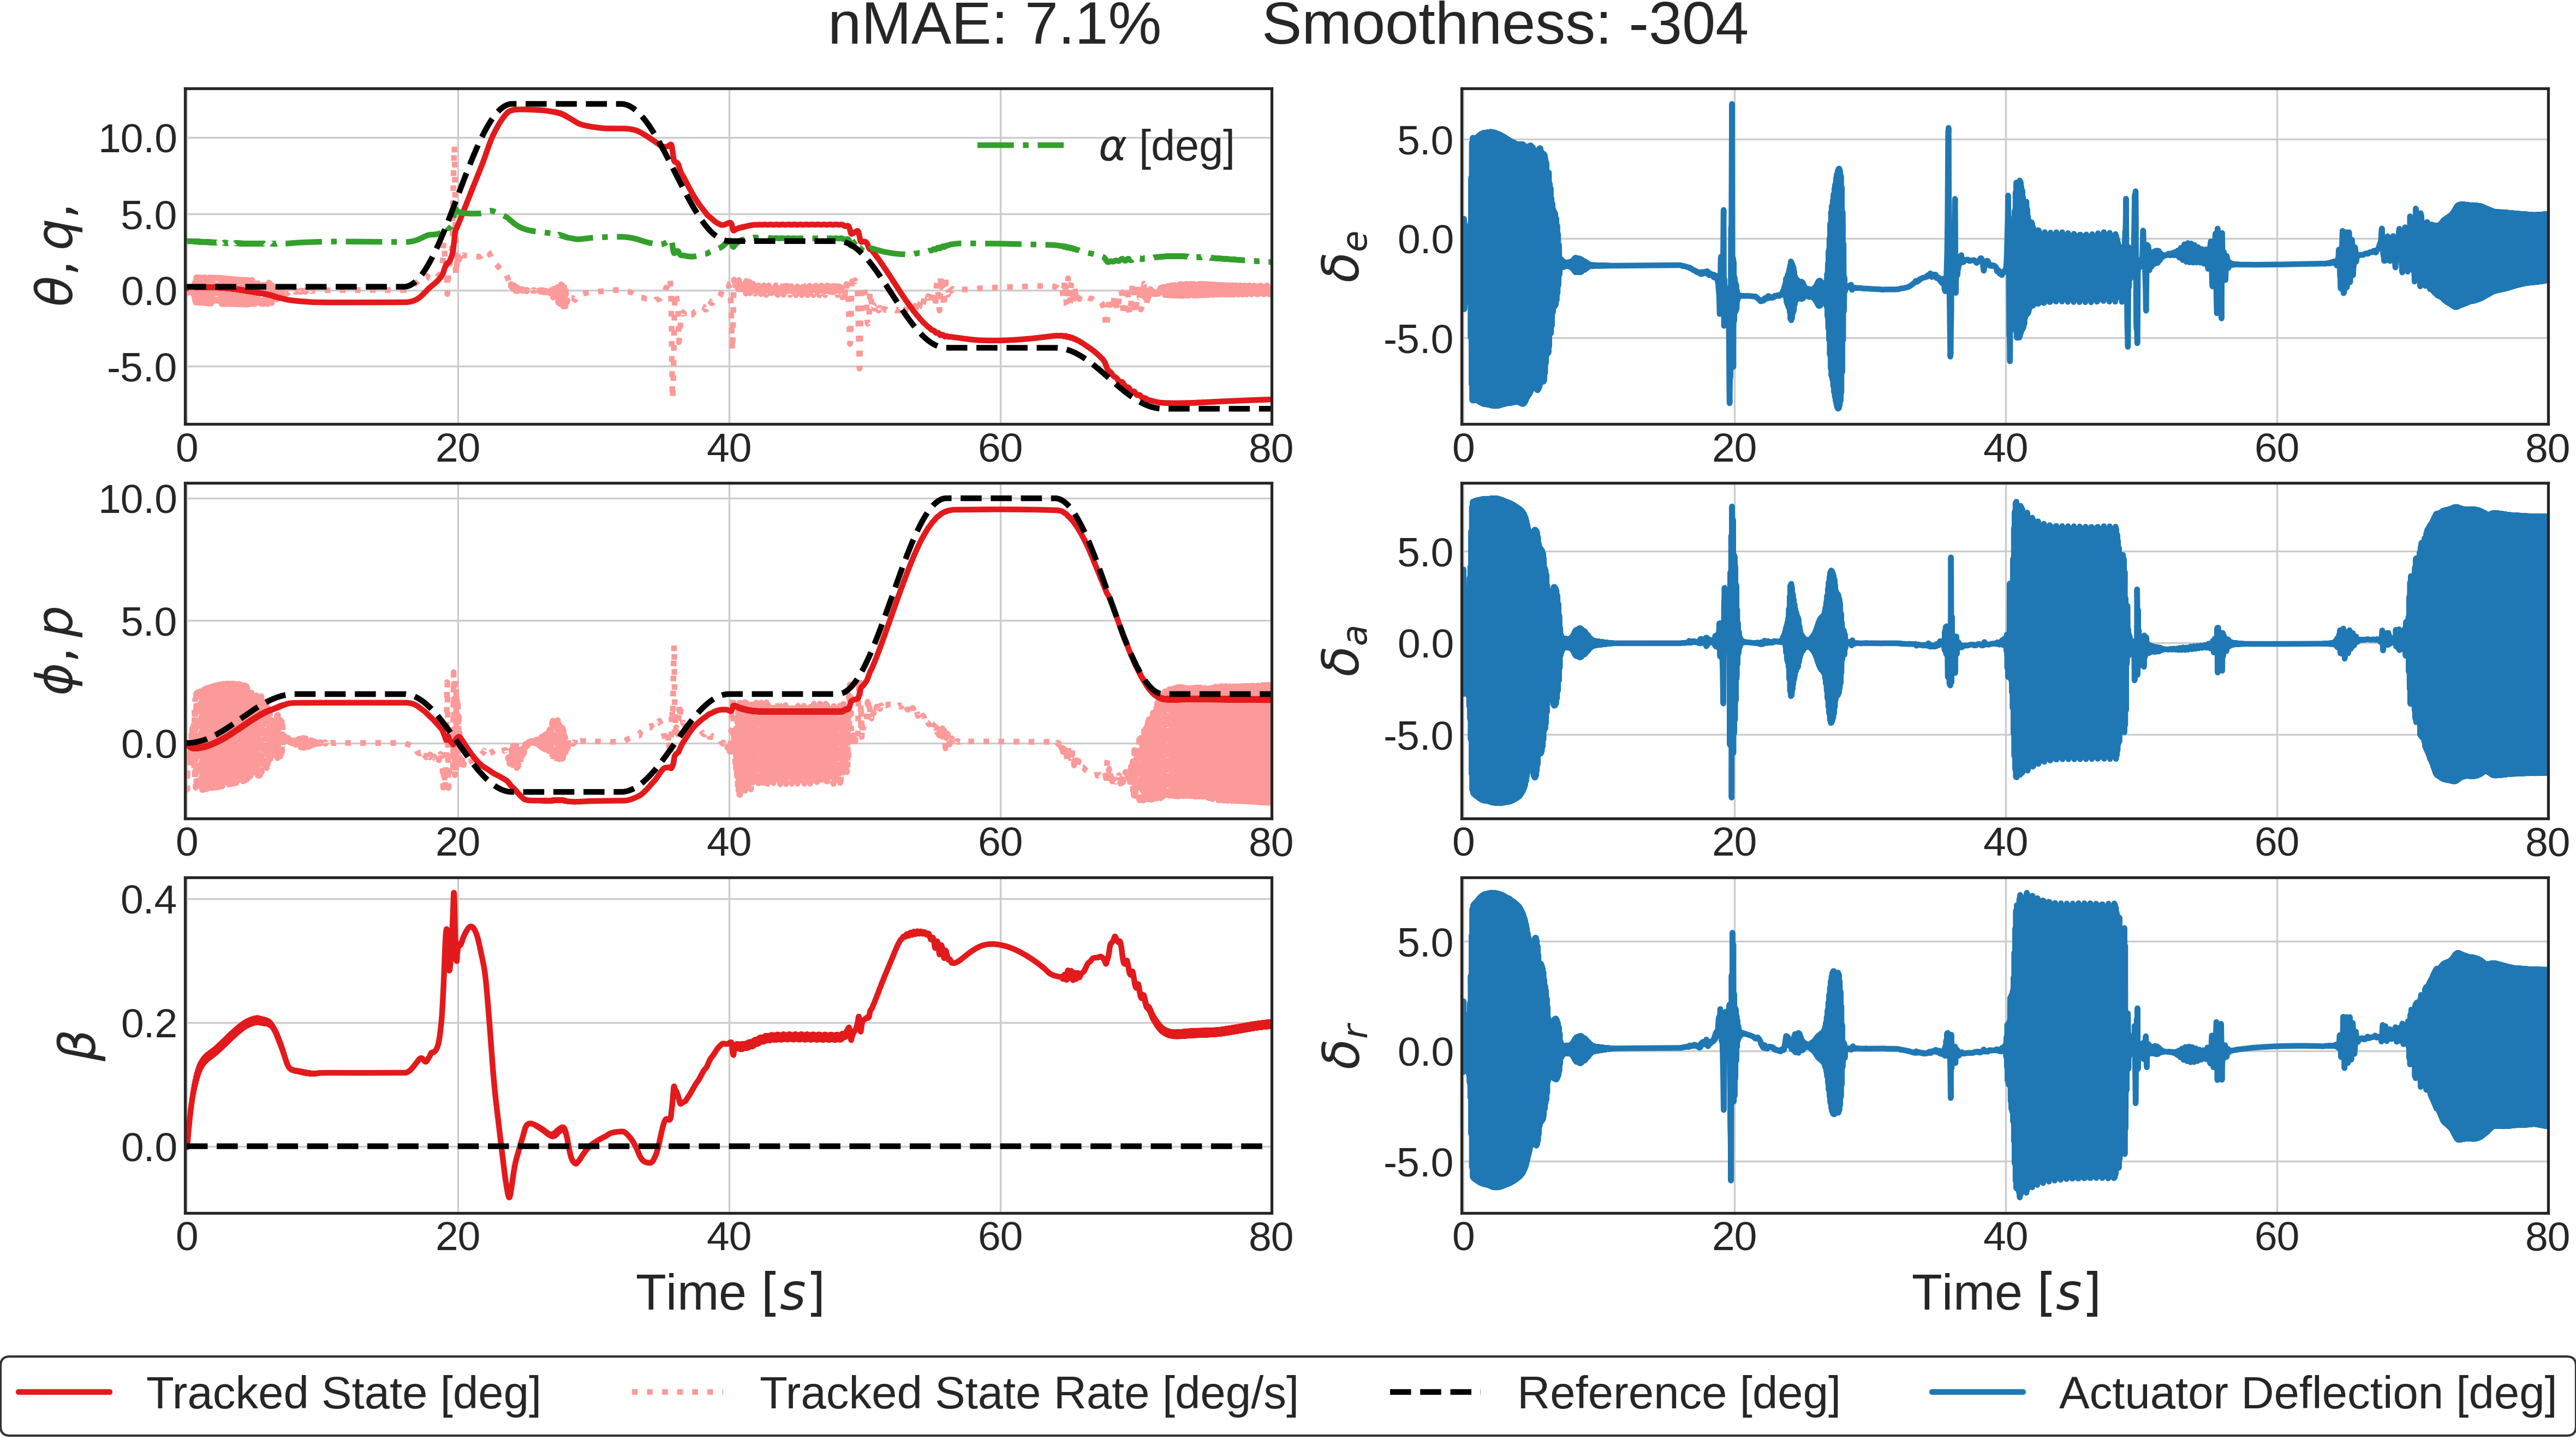 nMAE: 7.1% Smoothness: -304
θ, q,
10.0
5.0
0.0
-5.0
α [deg]
0 20 40 60 80
δe
5.0
0.0
-5.0
0 20 40 60 80
ϕ, p
10.0
5.0
0.0
0 20 40 60 80
δa
5.0
0.0
-5.0
0 20 40 60 80
β
0.4
0.2
0.0
0 20 40 60 80
Time [s]
δr
5.0
0.0
-5.0
0 20 40 60 80
Time [s]
Tracked State [deg] Tracked State Rate [deg/s] Reference [deg] Actuator Deflection [deg]